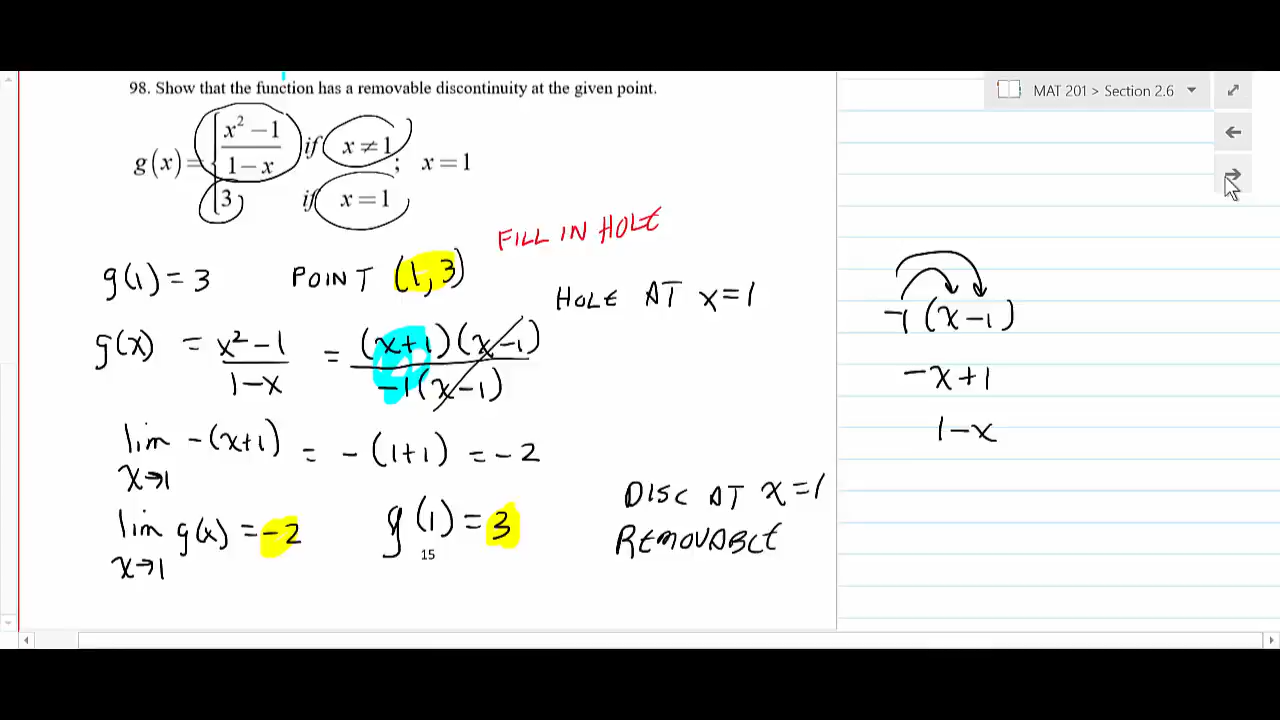 98. Show that the function has a removable discontinuity at the given point.
MAT 201 > Section 2.6
g(x) = { x² − 1 / 1 − x if x ≠ 1 ; x = 1
3 if x = 1
FILL IN HOLE
g(1) = 3 POINT (1, 3)
HOLE AT x = 1
g(x) = x² − 1 / 1 − x = (x+1)(x−1) / −1(x−1)
lim x→1 −(x+1) = −(1+1) = −2
DISC AT x = 1
lim x→1 g(x) = −2 g(1) = 3
REMOVABLE
15
−1(x−1)
−x+1
1−x